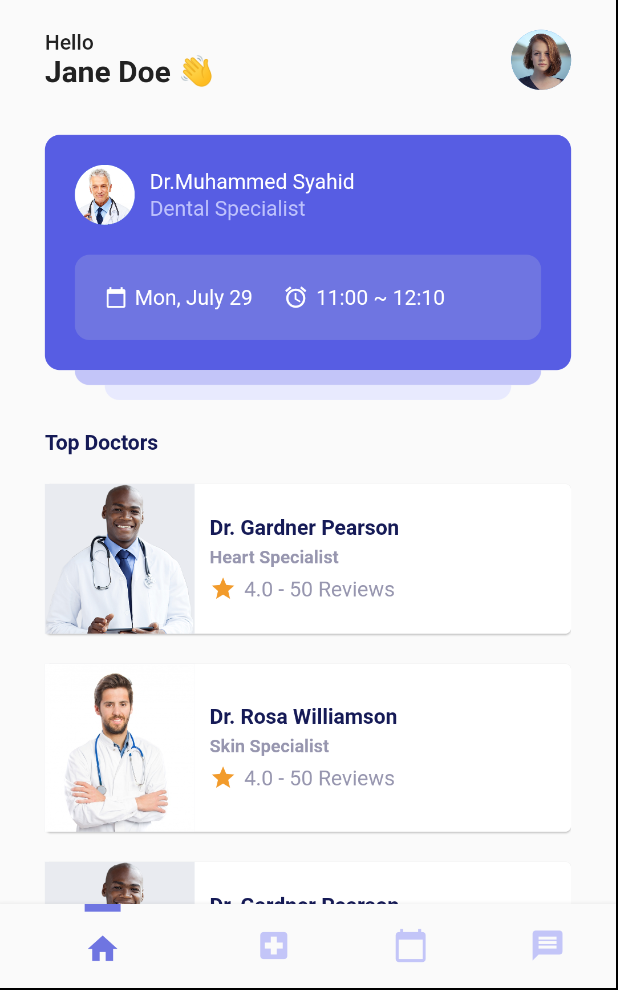 Hello
Jane Doe 👋
Dr.Muhammed Syahid
Dental Specialist
Mon, July 29 11:00 ~ 12:10
Top Doctors
Dr. Gardner Pearson
Heart Specialist
4.0 - 50 Reviews
Dr. Rosa Williamson
Skin Specialist
4.0 - 50 Reviews
Dr. Gardner Pearson